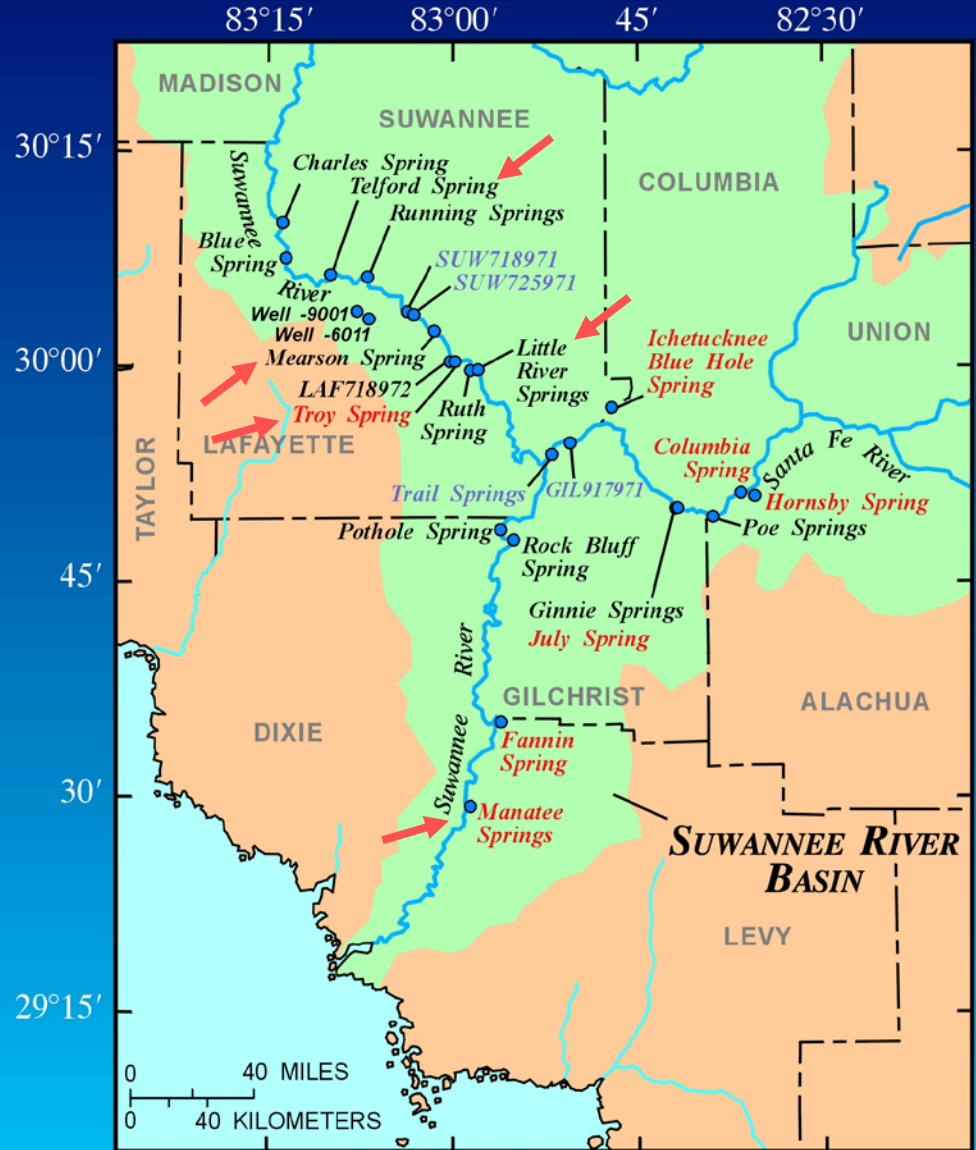 83°15′ 83°00′ 45′ 82°30′
MADISON
SUWANNEE
30°15′
Suwannee
Charles Spring
Telford Spring
COLUMBIA
Running Springs
Blue
Spring
SUW718971
SUW725971
River
Well -9001
Well -6011
UNION
Mearson Spring
30°00′
Little
River
Springs
Ichetucknee
Blue Hole
Spring
LAF718972
Troy Spring
Ruth
Spring
LAFAYETTE
TAYLOR
Columbia
Spring
Santa Fe River
Trail Springs
GIL917971
Hornsby Spring
Pothole Spring
Poe Springs
Rock Bluff
Spring
45′
Ginnie Springs
July Spring
River
GILCHRIST
ALACHUA
DIXIE
Fannin
Spring
Suwannee
30′
Manatee
Springs
SUWANNEE RIVER
BASIN
LEVY
29°15′
0 40 MILES
0 40 KILOMETERS